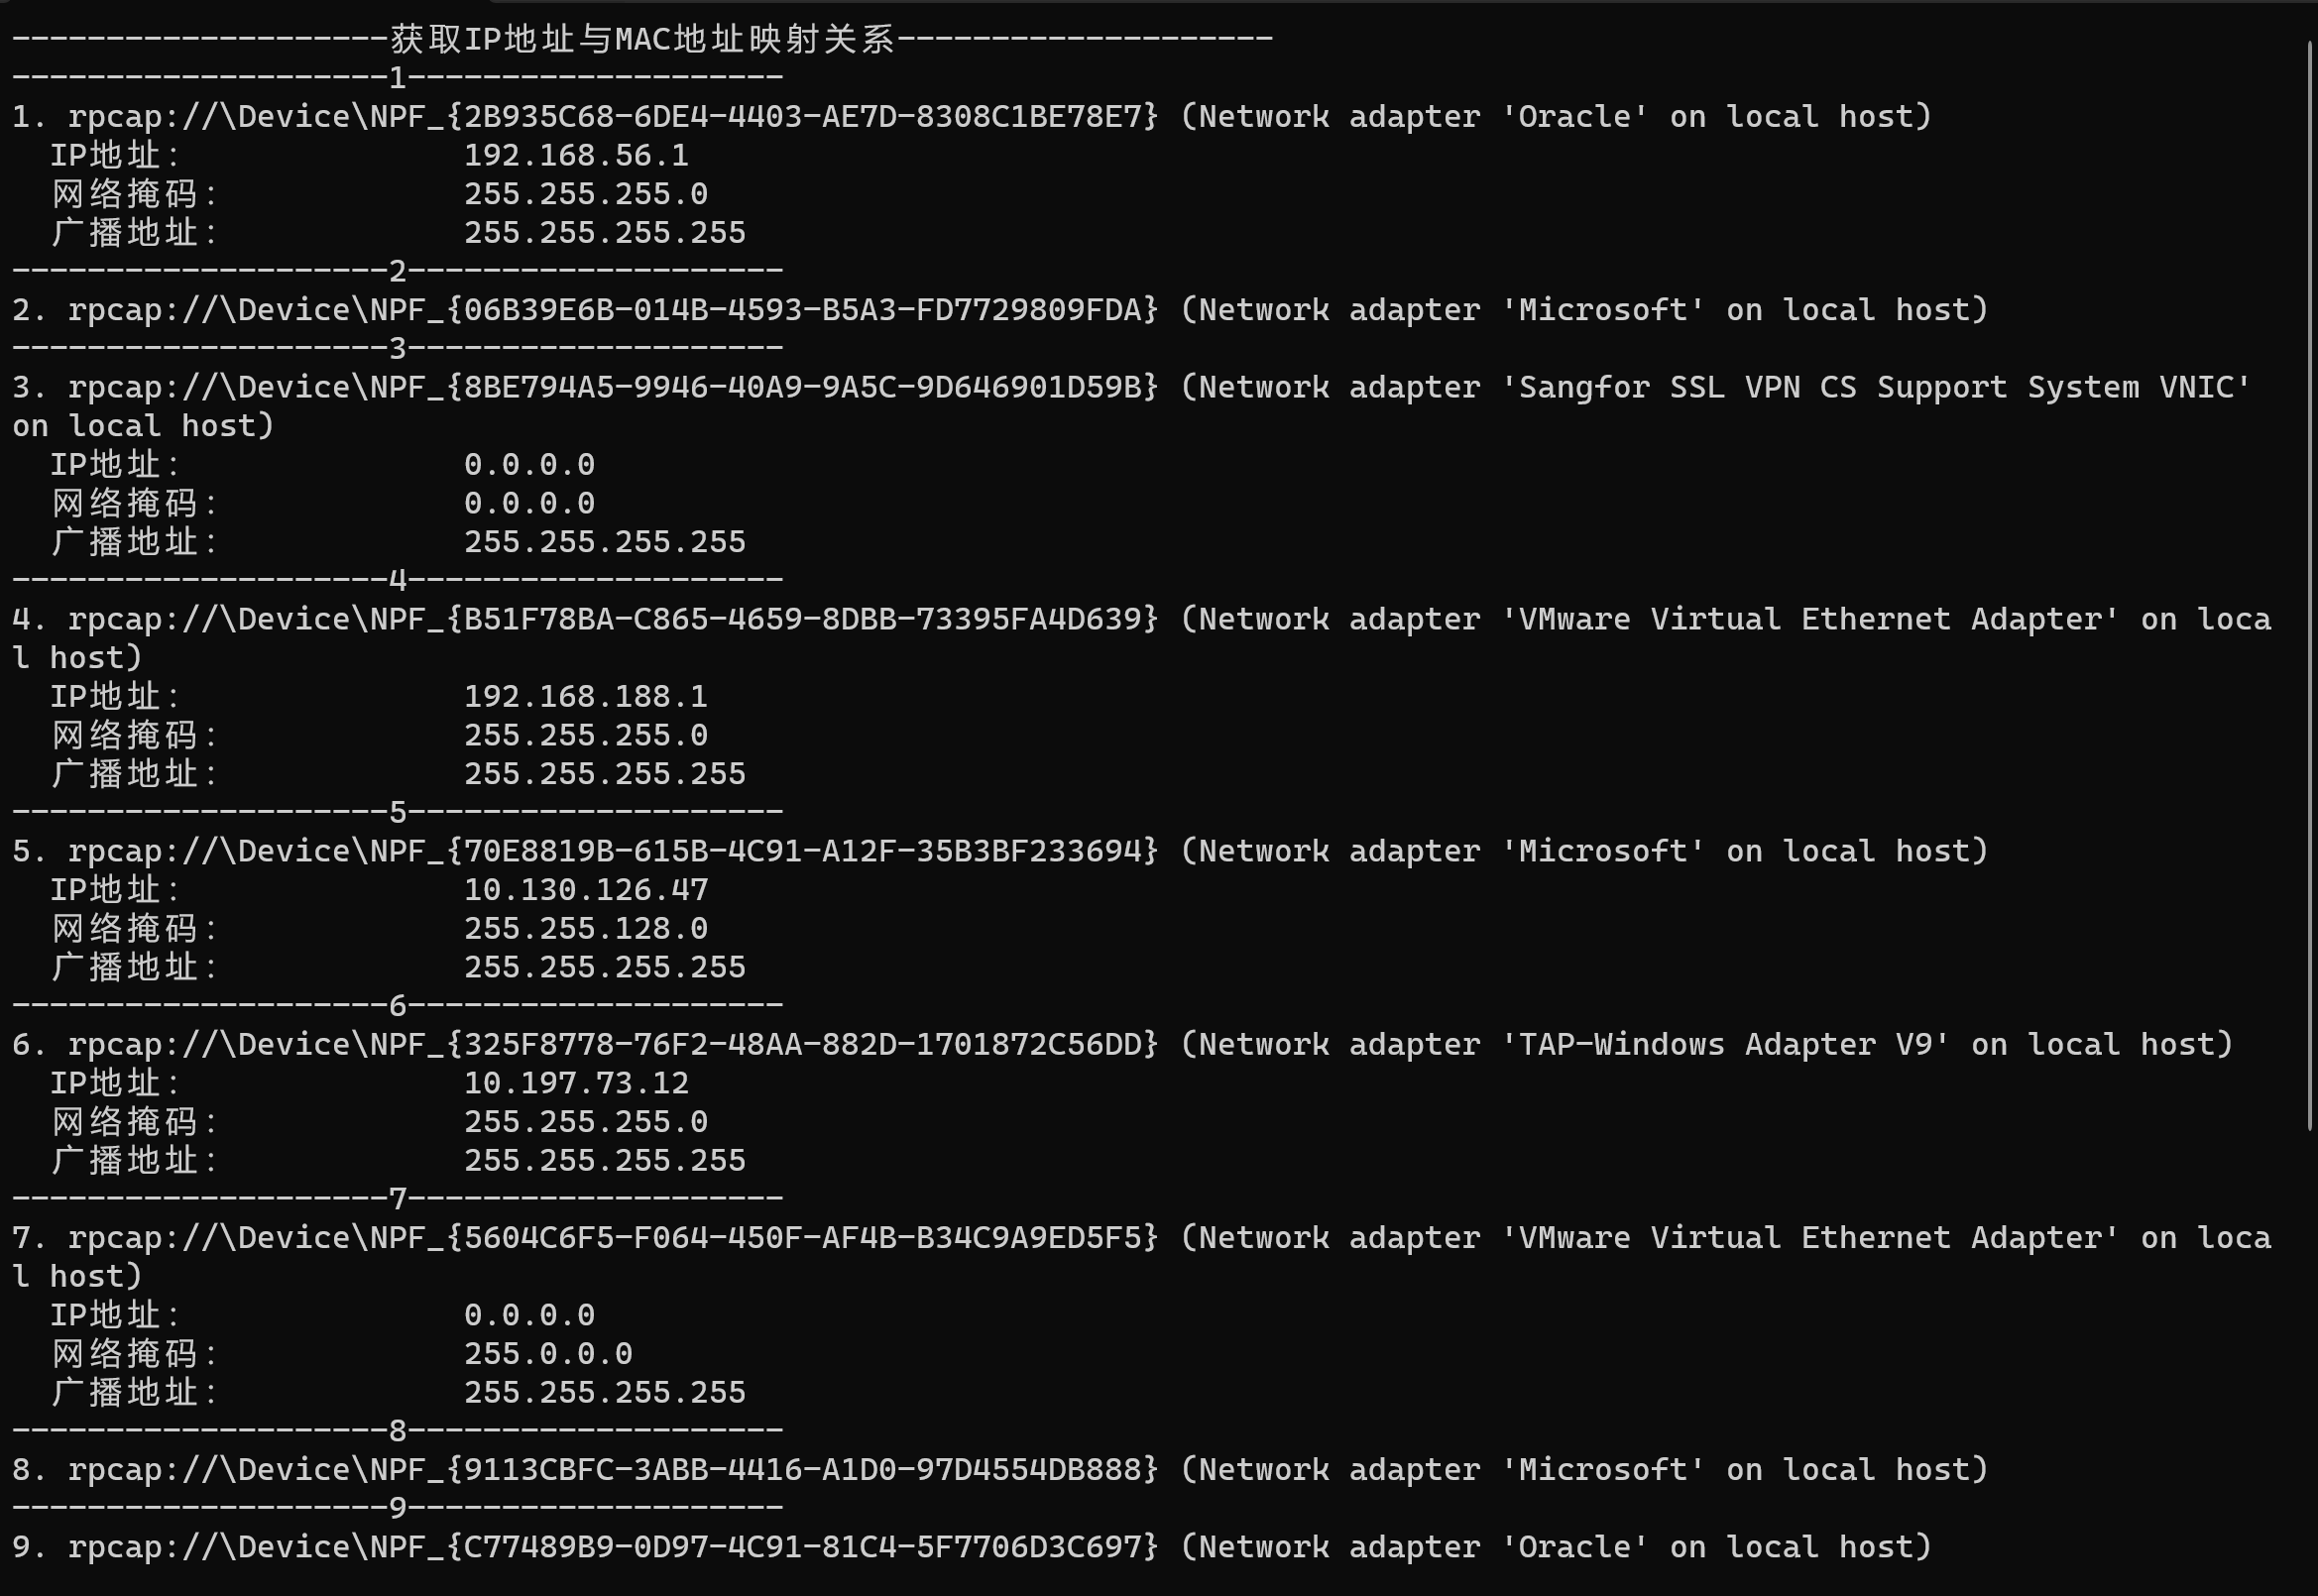 --------------------获取IP地址与MAC地址映射关系--------------------
--------------------1--------------------
1. rpcap://\Device\NPF_{2B935C68-6DE4-4403-AE7D-8308C1BE78E7} (Network adapter 'Oracle' on local host)
  IP地址:               192.168.56.1
  网络掩码:             255.255.255.0
  广播地址:             255.255.255.255
--------------------2--------------------
2. rpcap://\Device\NPF_{06B39E6B-014B-4593-B5A3-FD7729809FDA} (Network adapter 'Microsoft' on local host)
--------------------3--------------------
3. rpcap://\Device\NPF_{8BE794A5-9946-40A9-9A5C-9D646901D59B} (Network adapter 'Sangfor SSL VPN CS Support System VNIC'
on local host)
  IP地址:               0.0.0.0
  网络掩码:             0.0.0.0
  广播地址:             255.255.255.255
--------------------4--------------------
4. rpcap://\Device\NPF_{B51F78BA-C865-4659-8DBB-73395FA4D639} (Network adapter 'VMware Virtual Ethernet Adapter' on loca
l host)
  IP地址:               192.168.188.1
  网络掩码:             255.255.255.0
  广播地址:             255.255.255.255
--------------------5--------------------
5. rpcap://\Device\NPF_{70E8819B-615B-4C91-A12F-35B3BF233694} (Network adapter 'Microsoft' on local host)
  IP地址:               10.130.126.47
  网络掩码:             255.255.128.0
  广播地址:             255.255.255.255
--------------------6--------------------
6. rpcap://\Device\NPF_{325F8778-76F2-48AA-882D-1701872C56DD} (Network adapter 'TAP-Windows Adapter V9' on local host)
  IP地址:               10.197.73.12
  网络掩码:             255.255.255.0
  广播地址:             255.255.255.255
--------------------7--------------------
7. rpcap://\Device\NPF_{5604C6F5-F064-450F-AF4B-B34C9A9ED5F5} (Network adapter 'VMware Virtual Ethernet Adapter' on loca
l host)
  IP地址:               0.0.0.0
  网络掩码:             255.0.0.0
  广播地址:             255.255.255.255
--------------------8--------------------
8. rpcap://\Device\NPF_{9113CBFC-3ABB-4416-A1D0-97D4554DB888} (Network adapter 'Microsoft' on local host)
--------------------9--------------------
9. rpcap://\Device\NPF_{C77489B9-0D97-4C91-81C4-5F7706D3C697} (Network adapter 'Oracle' on local host)